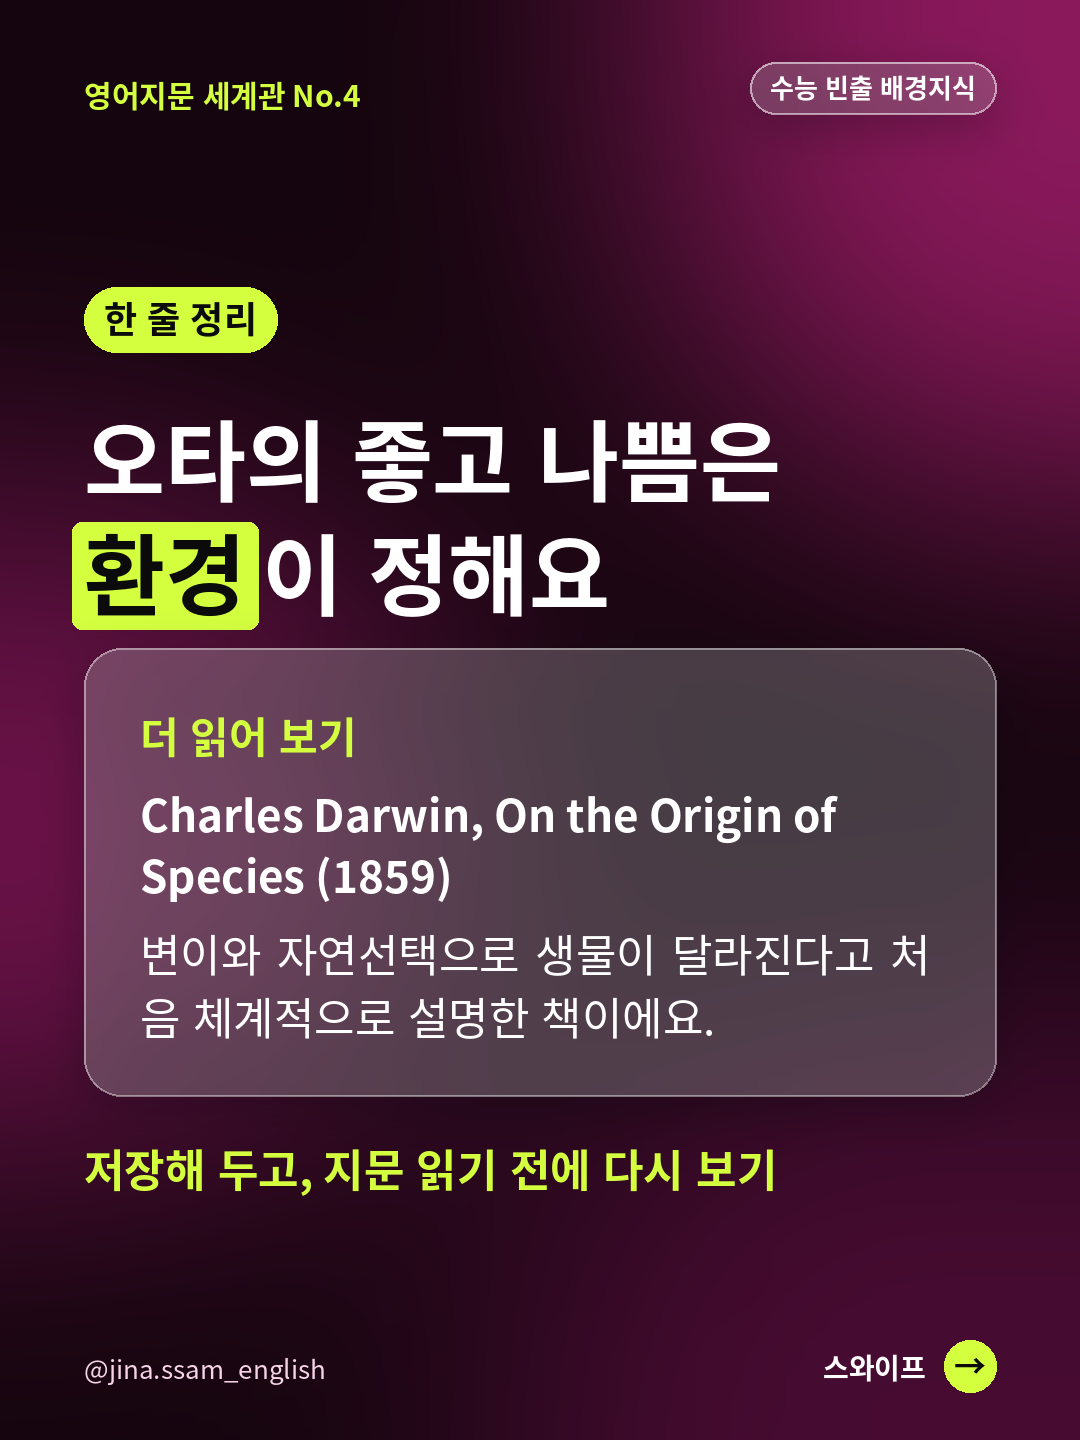 영어지문 세계관 No.4
수능 빈출 배경지식
한 줄 정리
오타의 좋고 나쁨은
환경이 정해요
더 읽어 보기
Charles Darwin, On the Origin of
Species (1859)
변이와 자연선택으로 생물이 달라진다고 처
음 체계적으로 설명한 책이에요.
저장해 두고, 지문 읽기 전에 다시 보기
@jina.ssam_english
스와이프 →